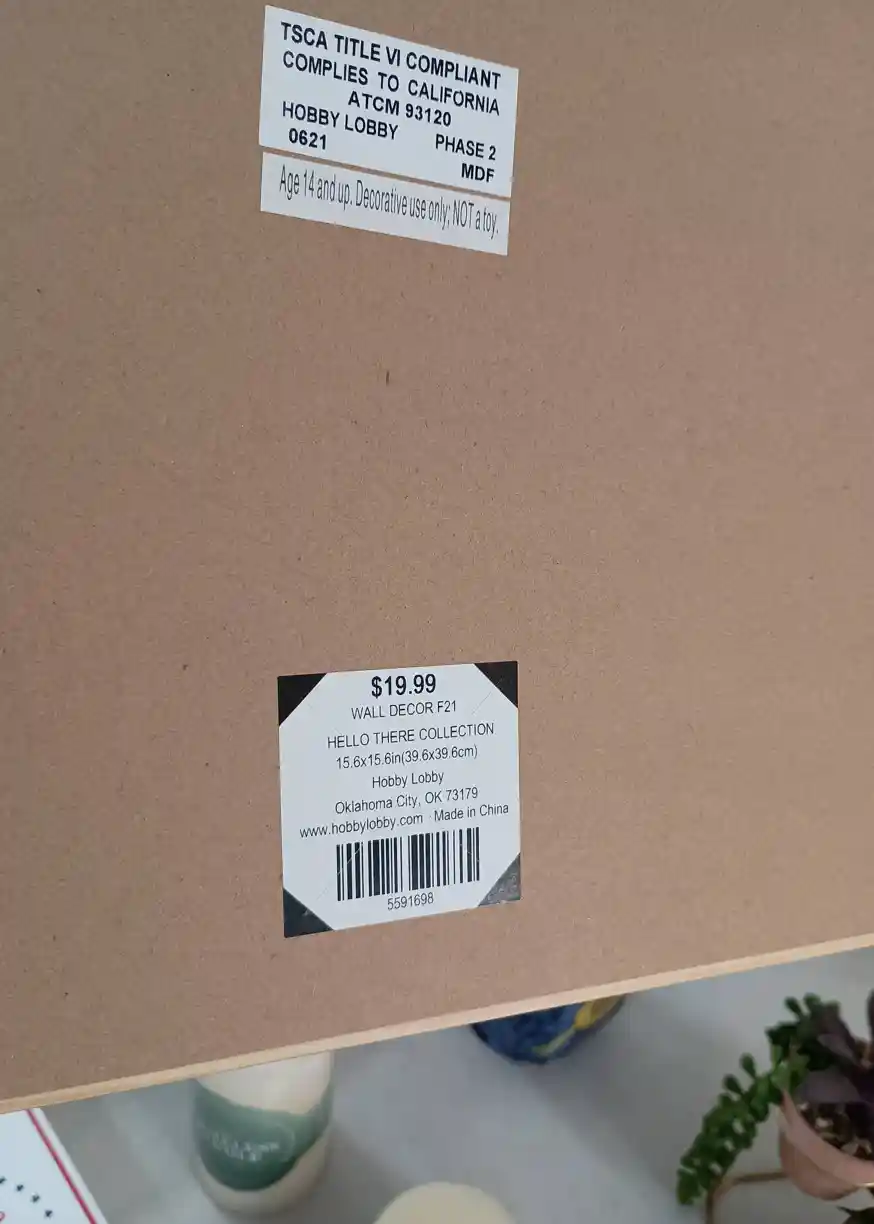 TSCA TITLE VI COMPLIANT
COMPLIES TO CALIFORNIA
ATCM 93120
HOBBY LOBBY PHASE 2
0621 MDF
Age 14 and up. Decorative use only; NOT a toy.
$19.99
WALL DECOR F21
HELLO THERE COLLECTION
15.6x15.6in(39.6x39.6cm)
Hobby Lobby
Oklahoma City, OK 73179
www.hobbylobby.com · Made in China
5591698